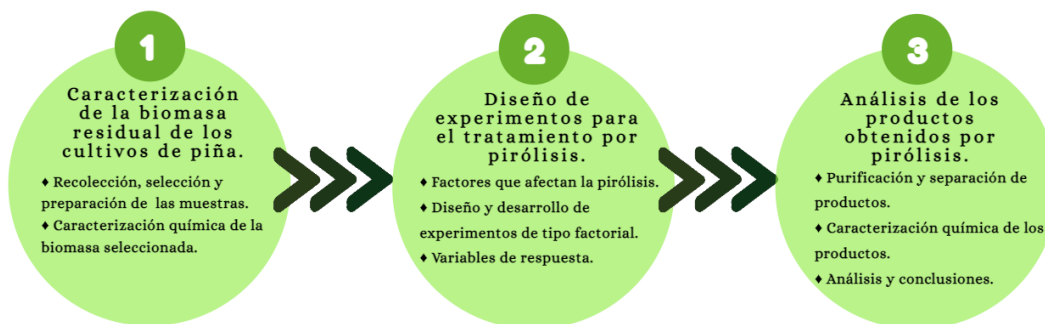 1
Caracterización
de la biomasa
residual de los
cultivos de piña.
♦ Recolección, selección y
preparación de las muestras.
♦ Caracterización química de la
biomasa seleccionada.
2
Diseño de
experimentos para
el tratamiento por
pirólisis.
♦ Factores que afectan la pirólisis.
♦ Diseño y desarrollo de
experimentos de tipo factorial.
♦ Variables de respuesta.
3
Análisis de los
productos
obtenidos por
pirólisis.
♦ Purificación y separación de
productos.
♦ Caracterización química de los
productos.
♦ Análisis y conclusiones.